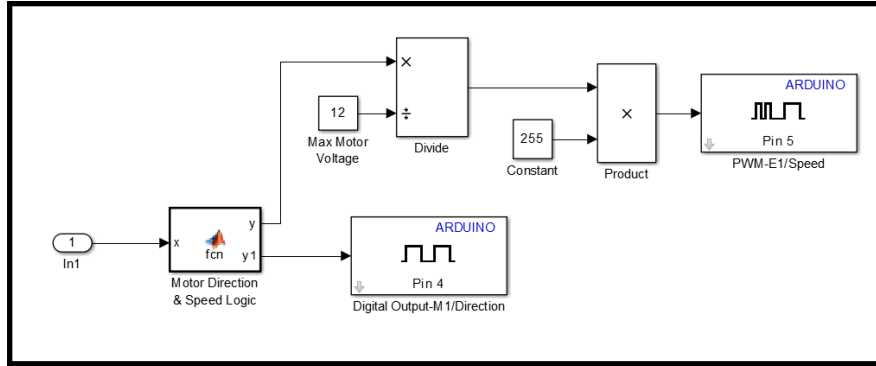 ARDUINO
×
÷
12
Max Motor
Voltage
Divide
255
Constant
×
Product
Pin 5
PWM-E1/Speed
1
In1
x
fcn
y
y1
Motor Direction
& Speed Logic
ARDUINO
Pin 4
Digital Output-M1/Direction